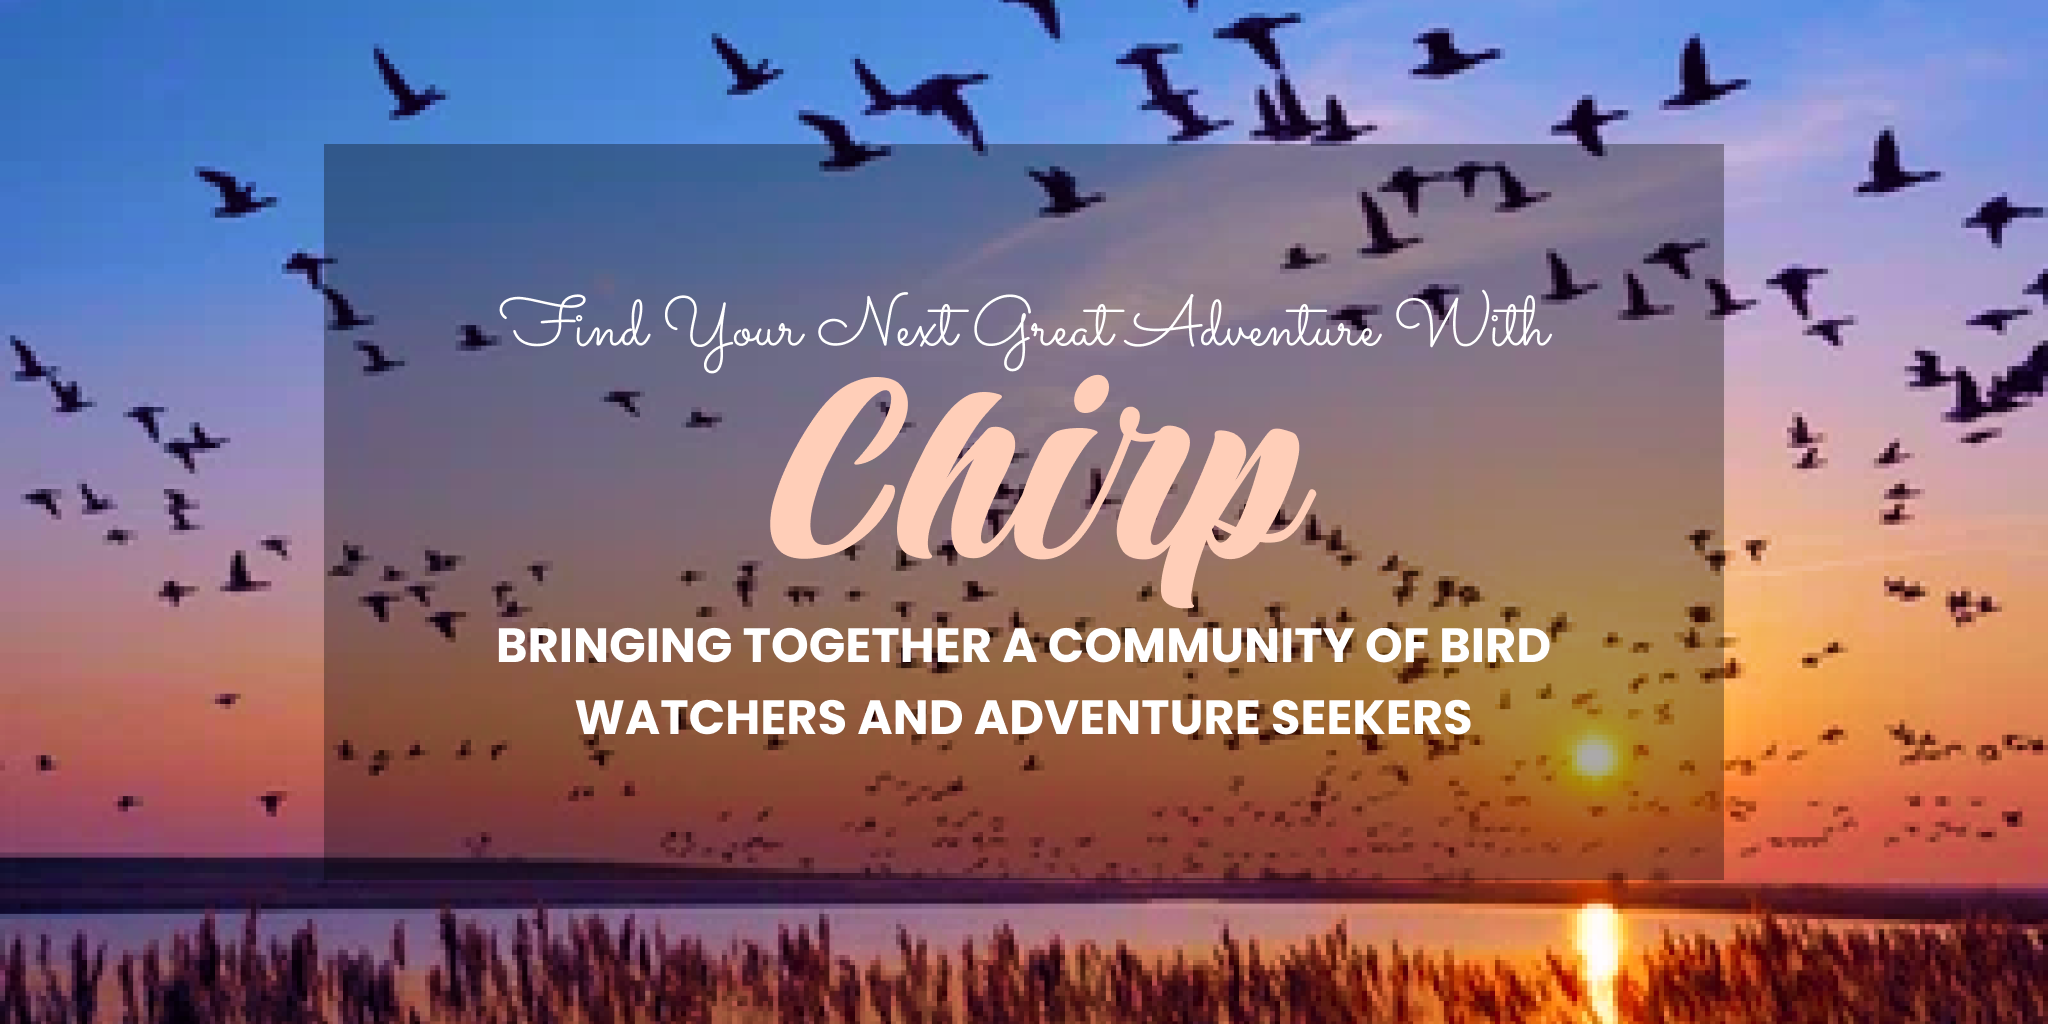 Find Your Next Great Adventure With
Chirp
BRINGING TOGETHER A COMMUNITY OF BIRD
WATCHERS AND ADVENTURE SEEKERS